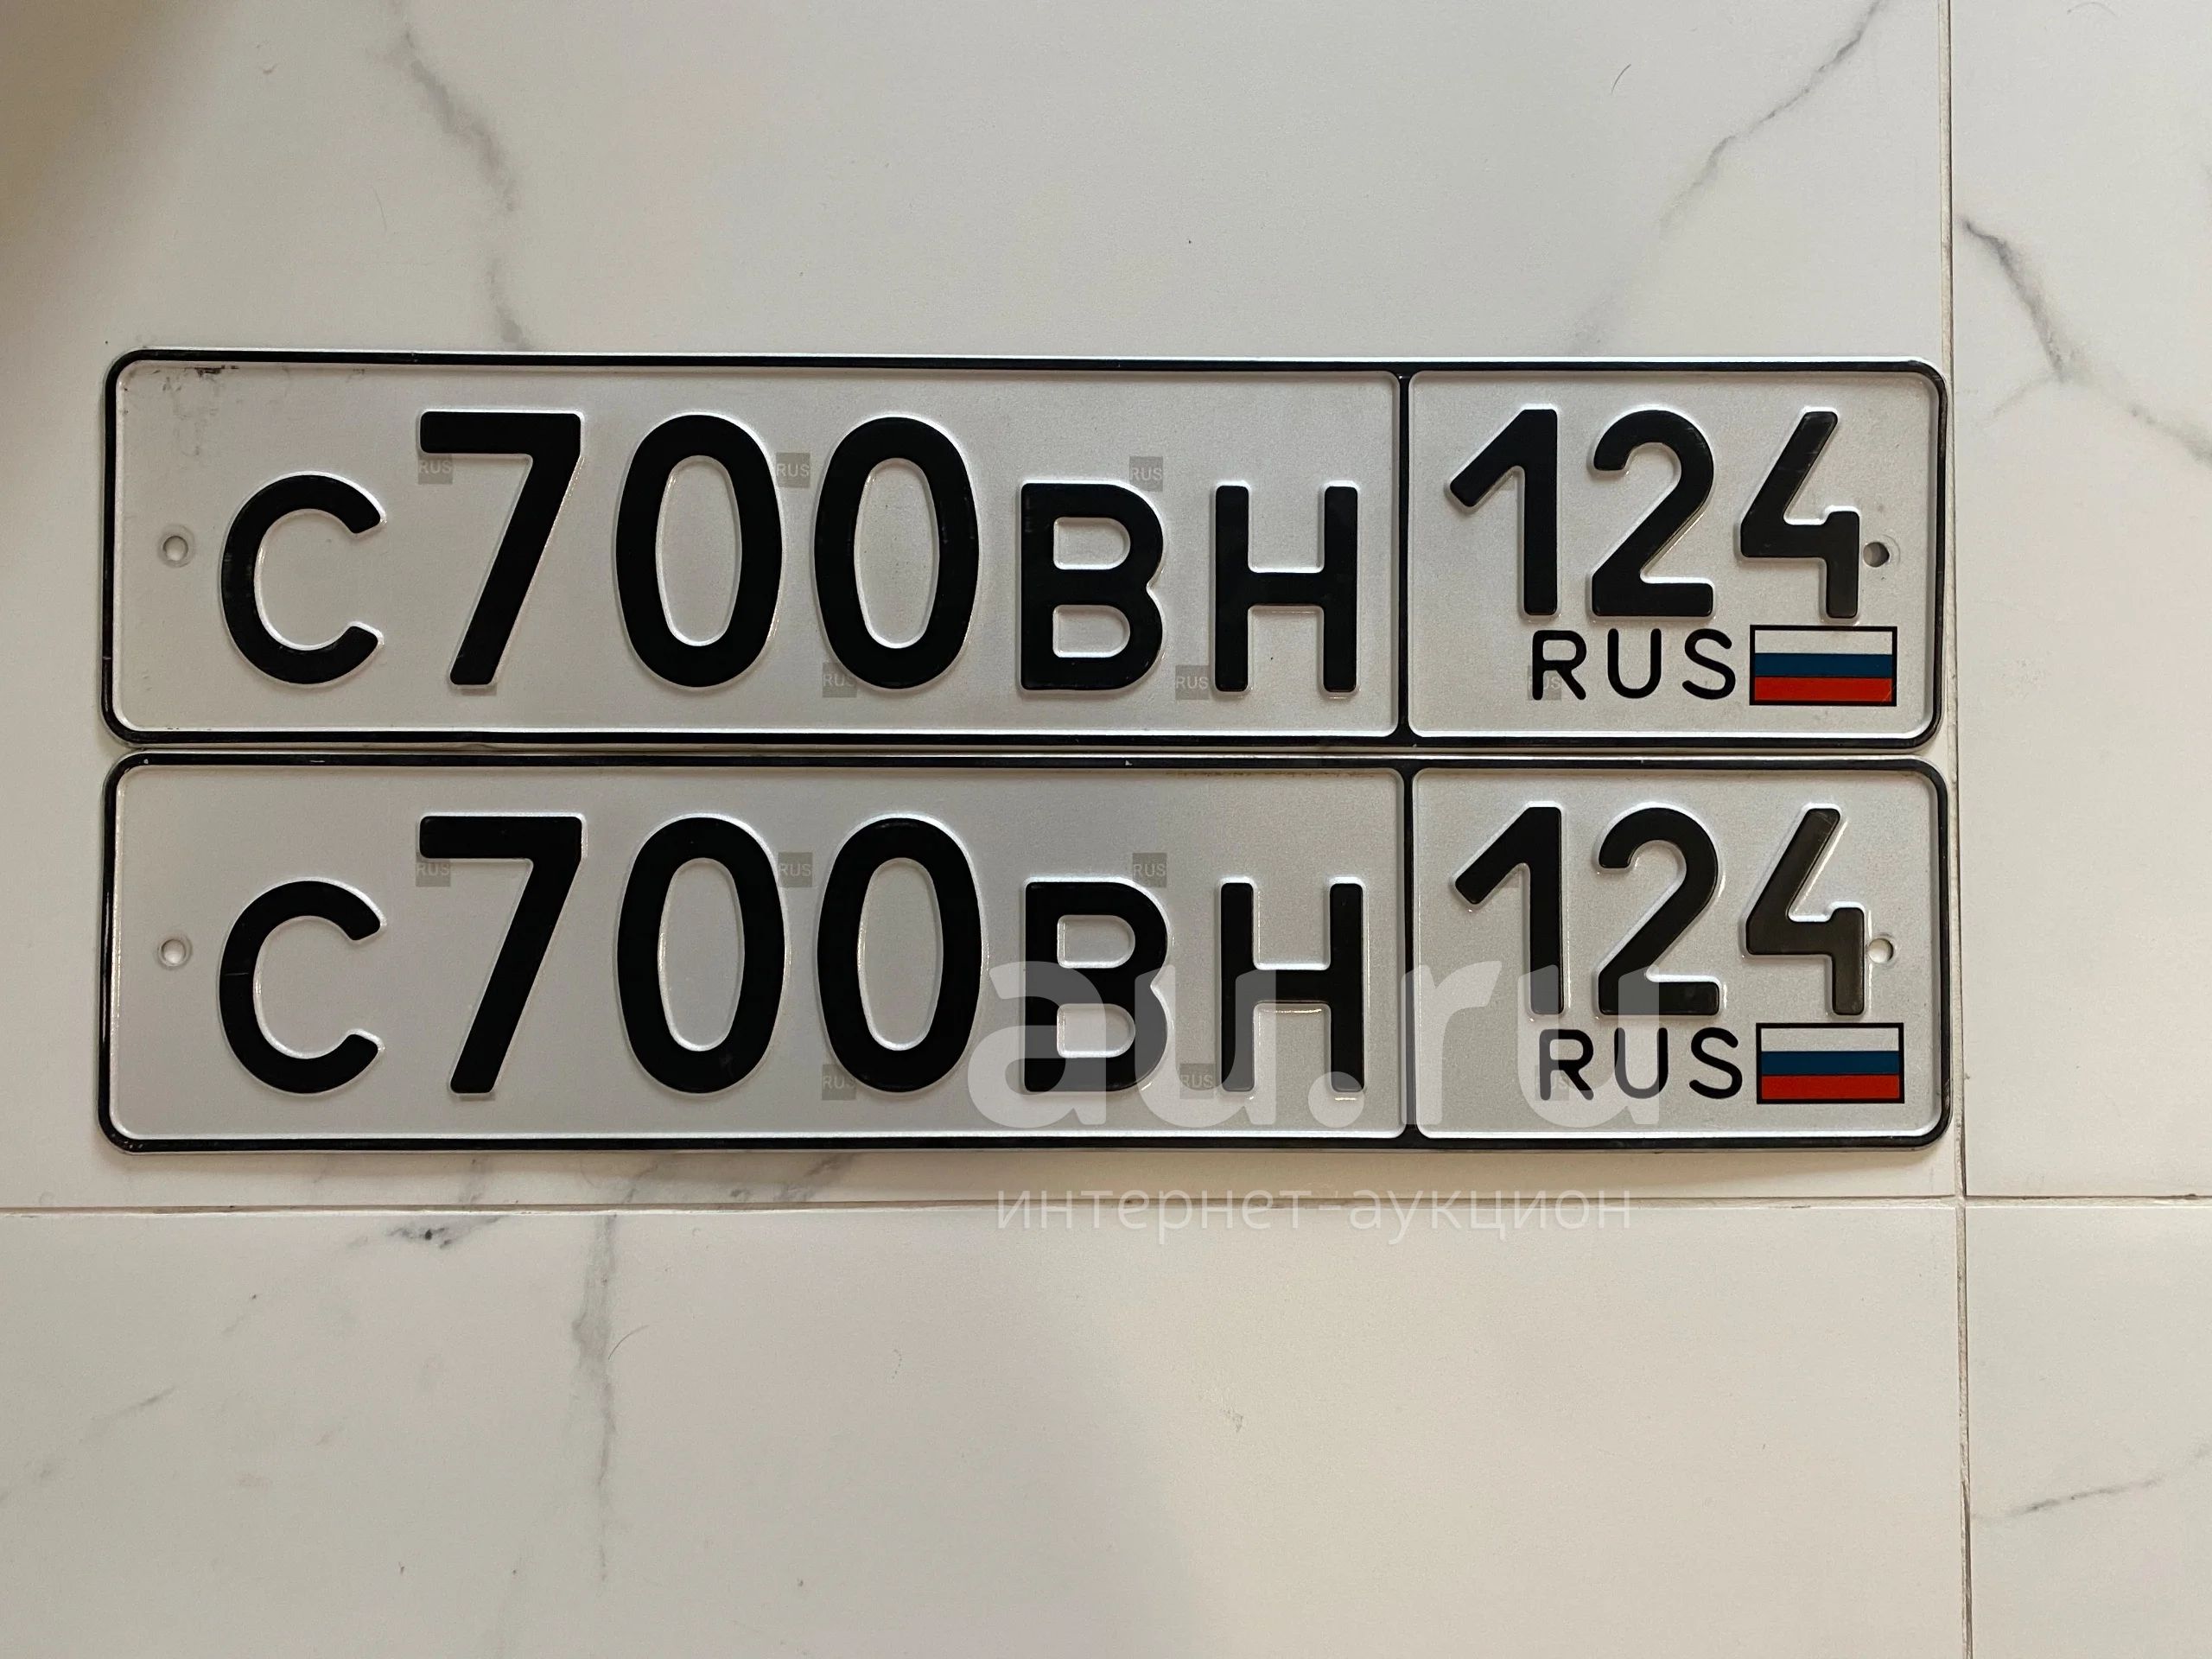 С700ВН 124
RUS
С700ВН 124
RUS
au.ru
интернет-аукцион